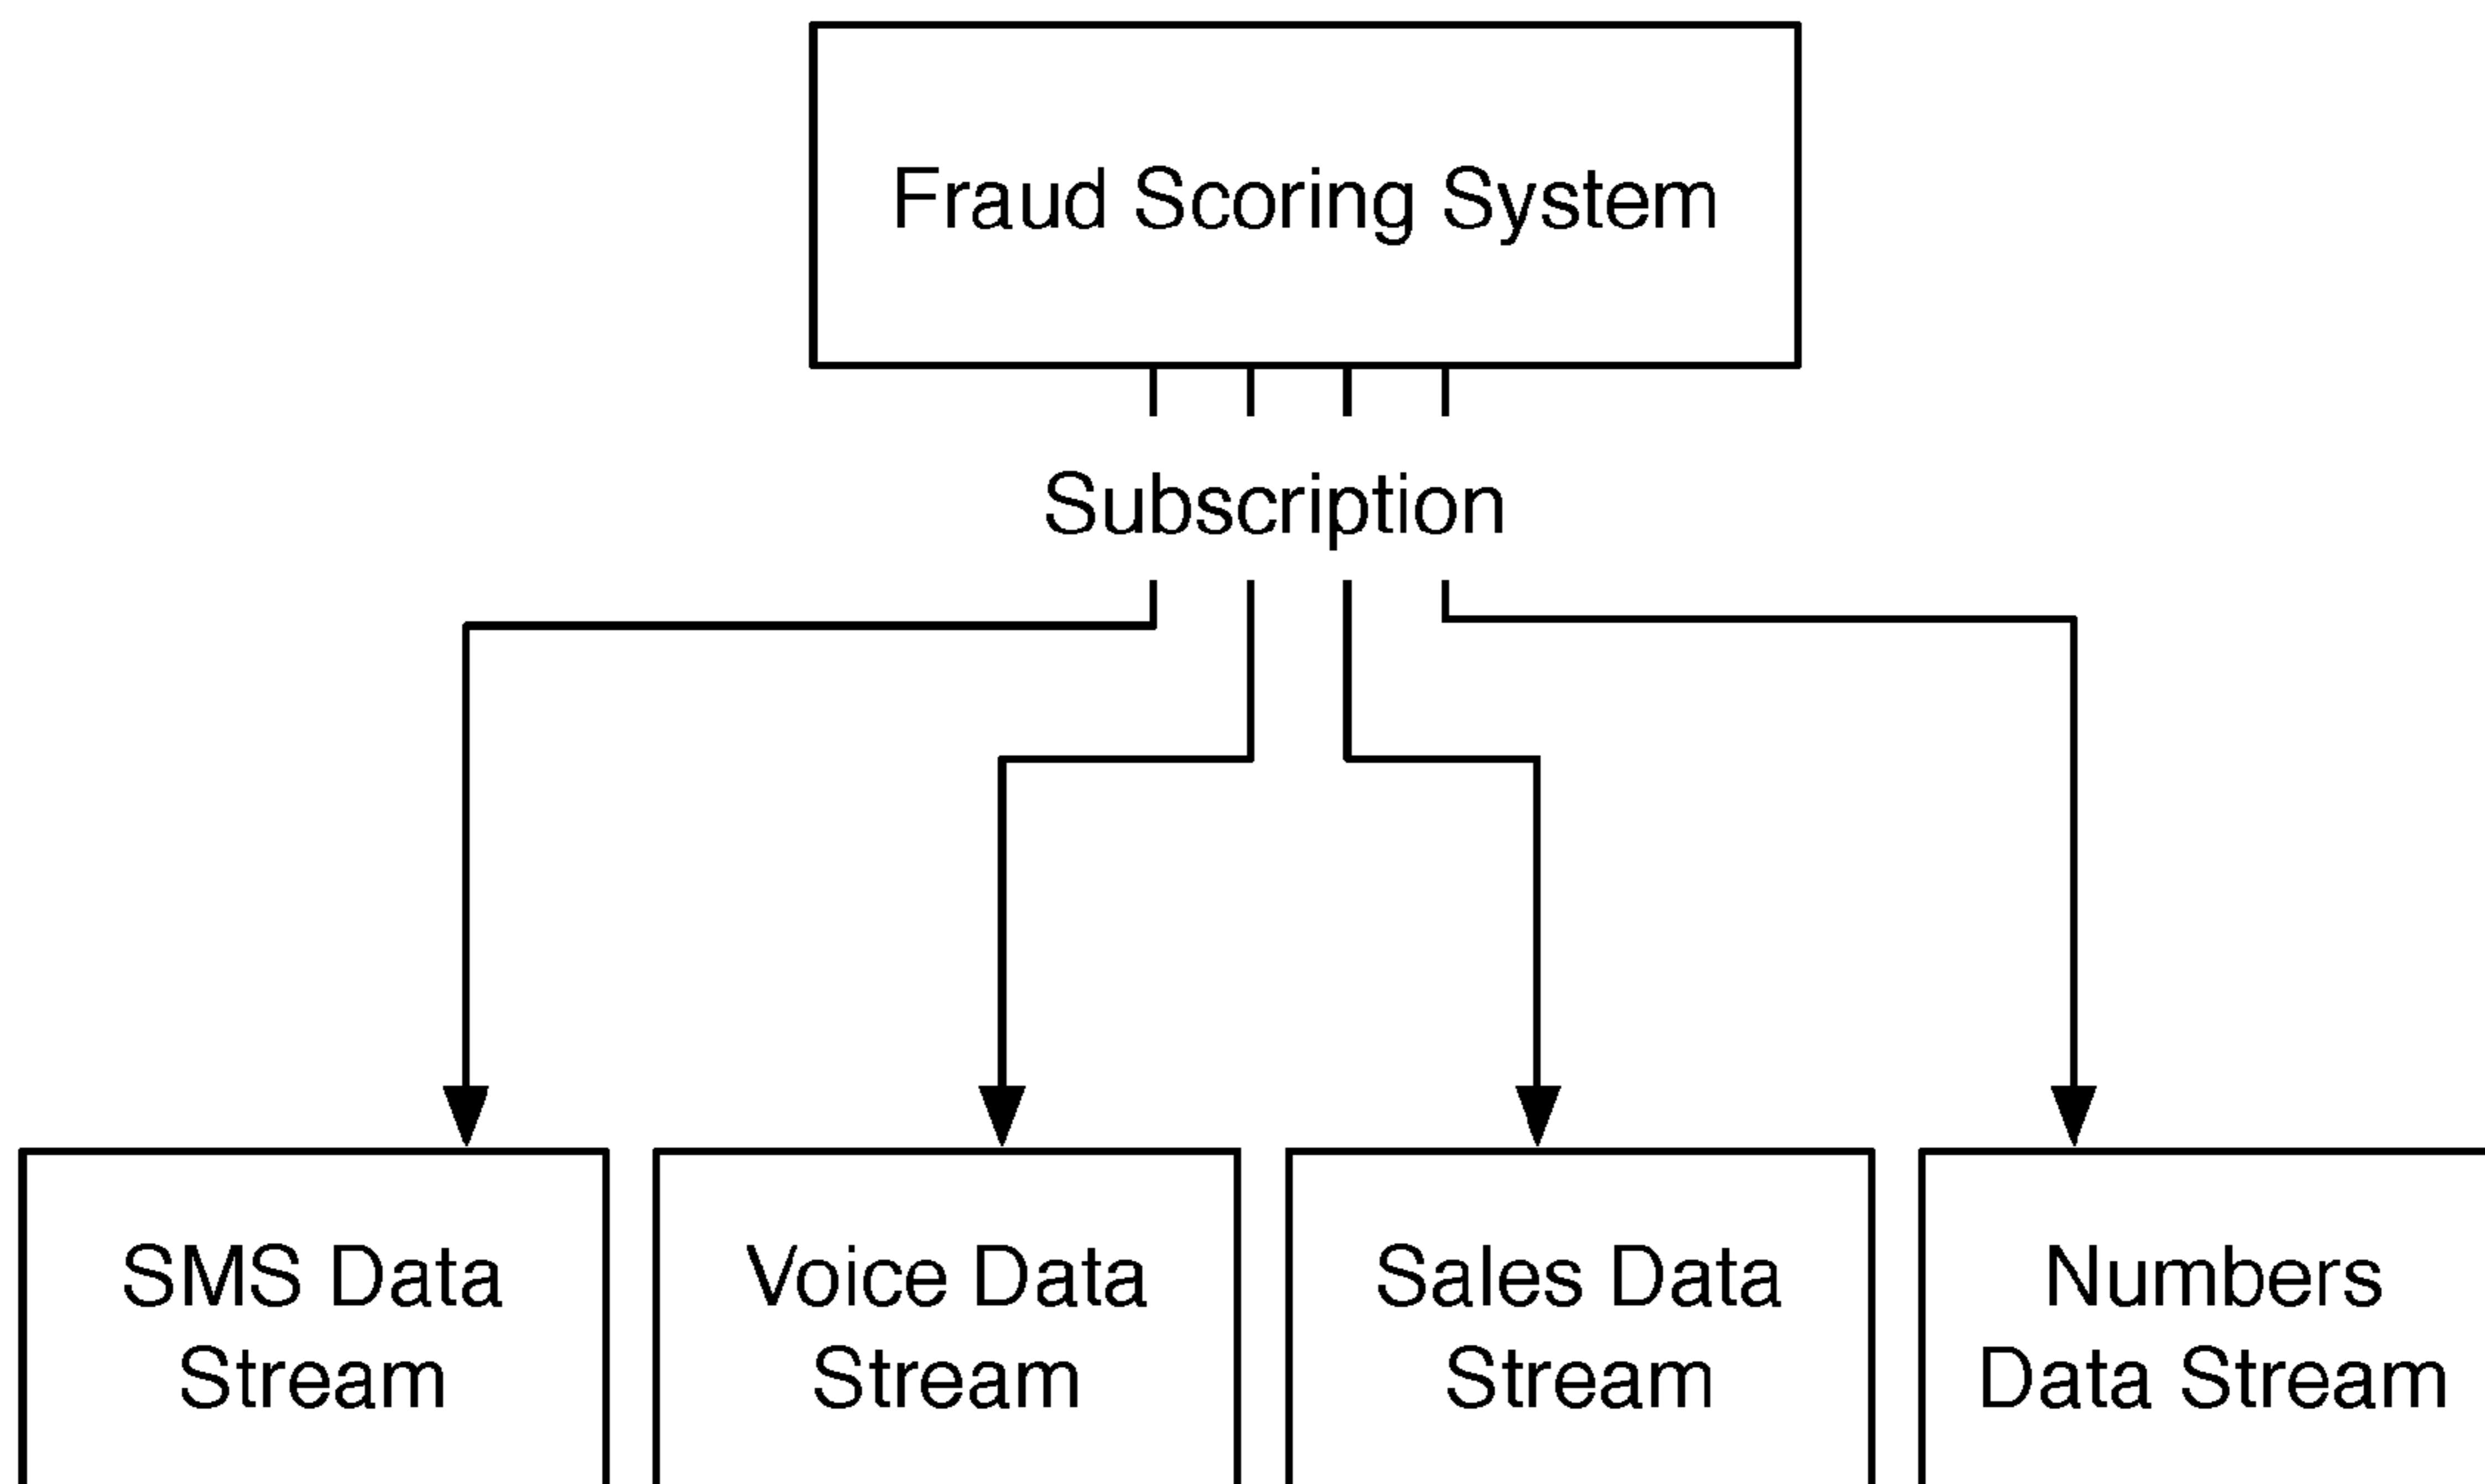 Fraud Scoring System
Subscription
SMS Data
Stream
Voice Data
Stream
Sales Data
Stream
Numbers
Data Stream